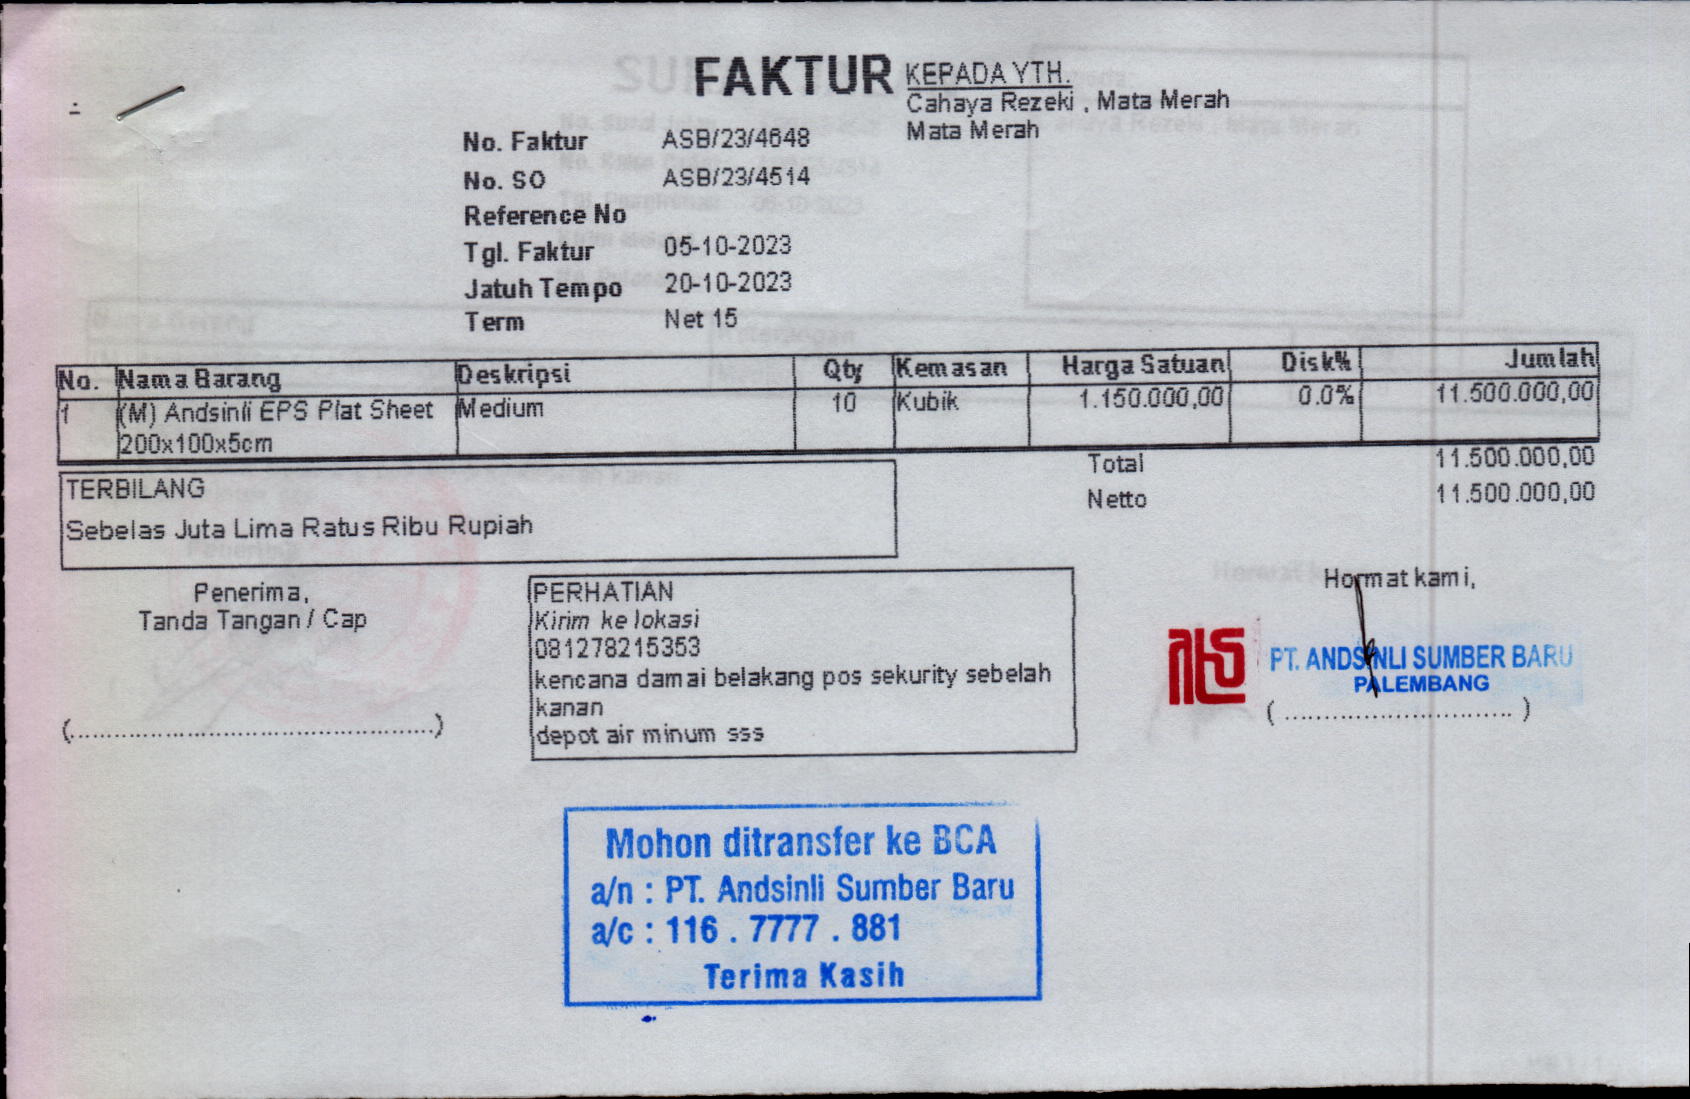 FAKTUR
KEPADA YTH.
Cahaya Rezeki , Mata Merah
Mata Merah
No. Faktur ASB/23/4648
No. SO ASB/23/4514
Reference No
Tgl. Faktur 05-10-2023
Jatuh Tempo 20-10-2023
Term Net 15
No. Nama Barang Deskripsi Qty Kemasan Harga Satuan Disk% Jumlah
1 (M) Andsinli EPS Plat Sheet Medium 10 Kubik 1.150.000,00 0.0% 11.500.000,00
200x100x5cm
Total 11.500.000,00
Netto 11.500.000,00
TERBILANG
Sebelas Juta Lima Ratus Ribu Rupiah
Penerima,
Tanda Tangan / Cap
(..................................................)
PERHATIAN
Kirim ke lokasi
081278215353
kencana damai belakang pos sekurity sebelah
kanan
depot air minum sss
Hormat kami,
PT. ANDSINLI SUMBER BARU
PALEMBANG
( ............................. )
Mohon ditransfer ke BCA
a/n : PT. Andsinli Sumber Baru
a/c : 116 . 7777 . 881
Terima Kasih